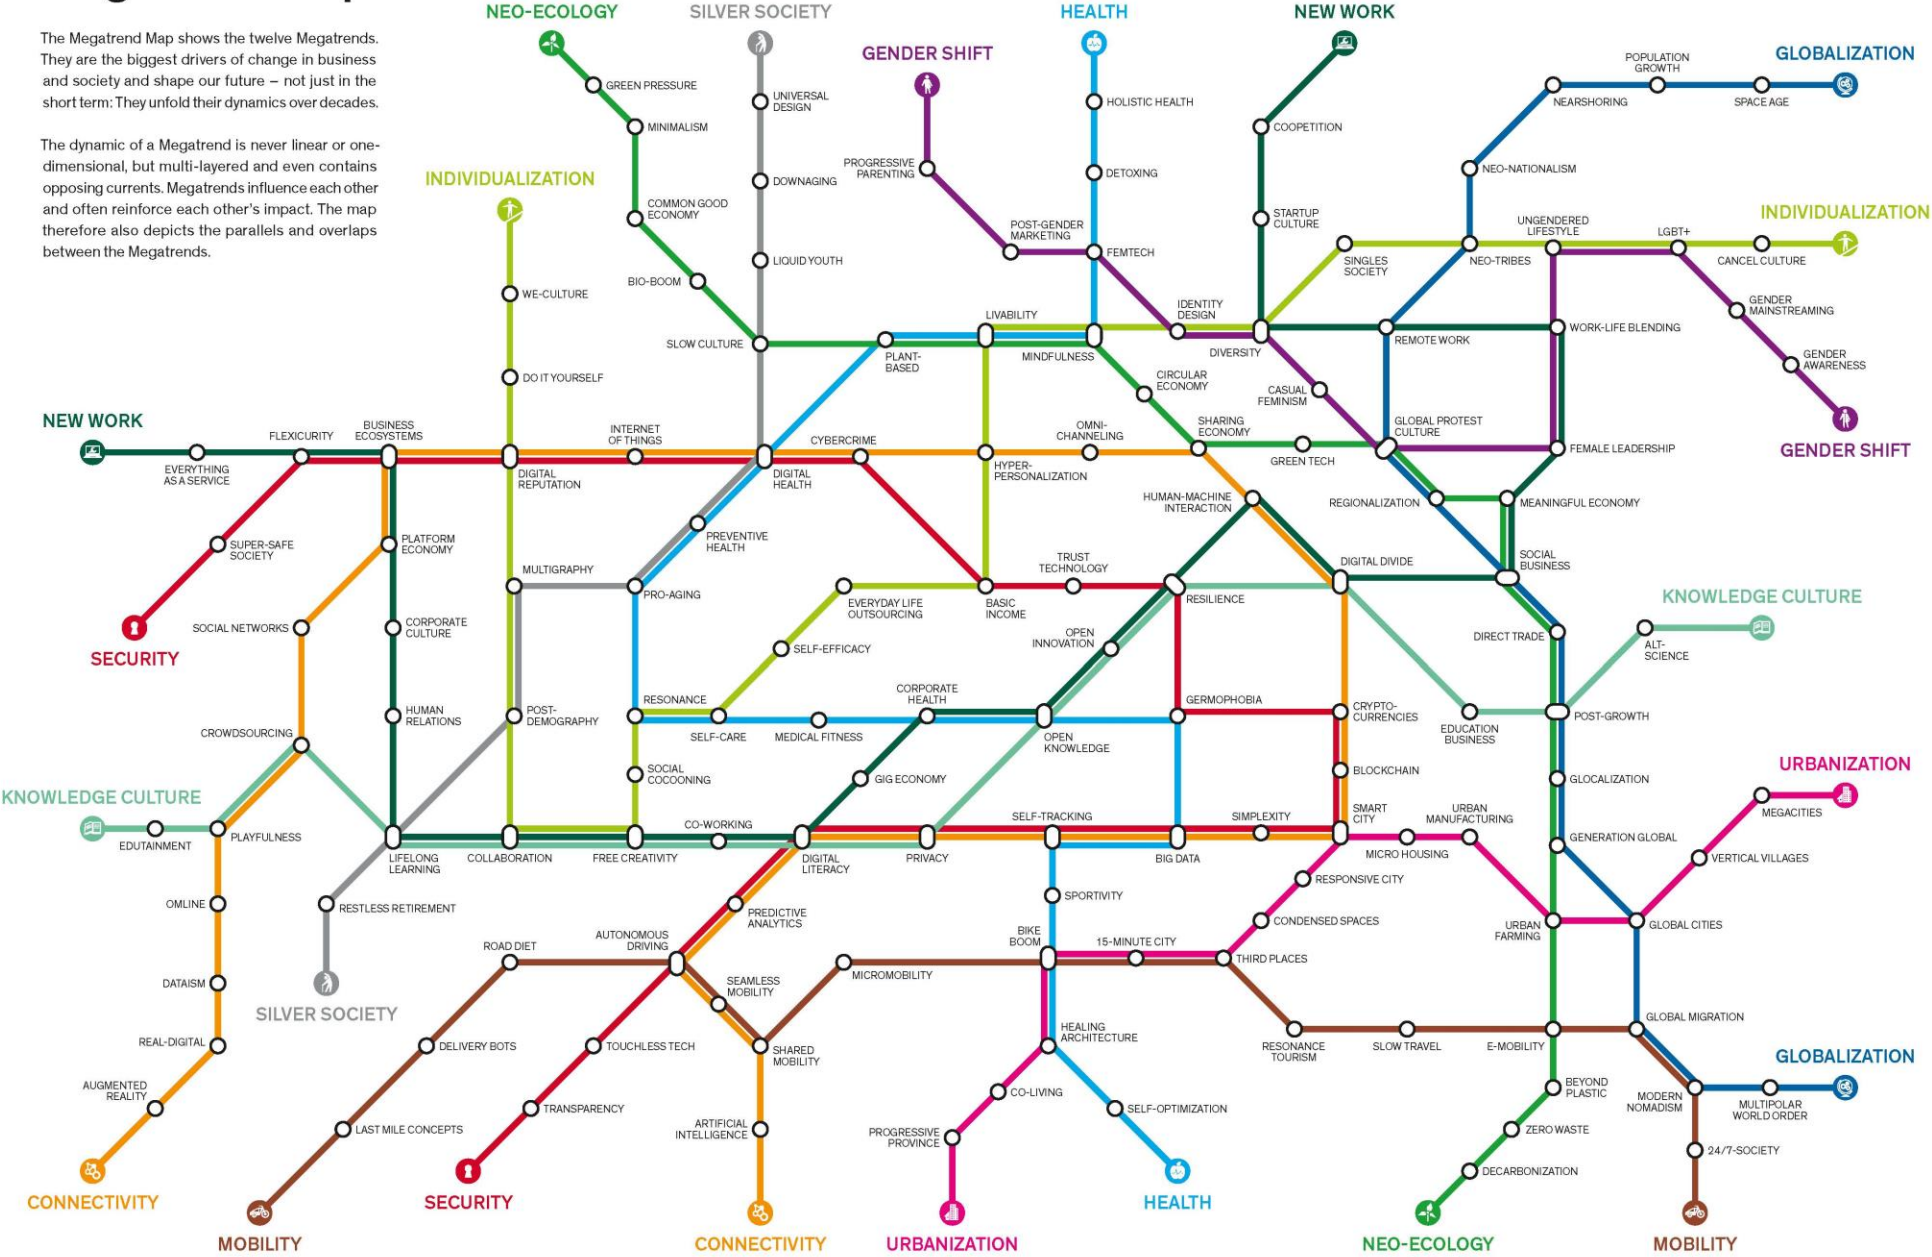 The Megatrend Map shows the twelve Megatrends.
They are the biggest drivers of change in business
and society and shape our future – not just in the
short term: They unfold their dynamics over decades.
The dynamic of a Megatrend is never linear or one-
dimensional, but multi-layered and even contains
opposing currents. Megatrends influence each other
and often reinforce each other's impact. The map
therefore also depicts the parallels and overlaps
between the Megatrends.
NEO-ECOLOGY
SILVER SOCIETY
HEALTH
NEW WORK
GENDER SHIFT
GLOBALIZATION
POPULATION
GROWTH
NEARSHORING
SPACE AGE
GREEN PRESSURE
UNIVERSAL
DESIGN
HOLISTIC HEALTH
MINIMALISM
COOPETITION
PROGRESSIVE
PARENTING
DETOXING
NEO-NATIONALISM
INDIVIDUALIZATION
DOWNAGING
COMMON GOOD
ECONOMY
STARTUP
CULTURE
UNGENDERED
LIFESTYLE
INDIVIDUALIZATION
POST-GENDER
MARKETING
FEMTECH
LGBT+
LIQUID YOUTH
SINGLES
SOCIETY
NEO-TRIBES
CANCEL CULTURE
BIO-BOOM
WE-CULTURE
IDENTITY
DESIGN
GENDER
MAINSTREAMING
LIVABILITY
SLOW CULTURE
PLANT-
BASED
MINDFULNESS
DIVERSITY
REMOTE WORK
WORK-LIFE BLENDING
GENDER
AWARENESS
DO IT YOURSELF
CIRCULAR
ECONOMY
CASUAL
FEMINISM
NEW WORK
FLEXICURITY
BUSINESS
ECOSYSTEMS
INTERNET
OF THINGS
CYBERCRIME
OMNI-
CHANNELING
SHARING
ECONOMY
GLOBAL PROTEST
CULTURE
GENDER SHIFT
EVERYTHING
AS A SERVICE
DIGITAL
REPUTATION
DIGITAL
HEALTH
HYPER-
PERSONALIZATION
GREEN TECH
FEMALE LEADERSHIP
HUMAN-MACHINE
INTERACTION
REGIONALIZATION
MEANINGFUL ECONOMY
SUPER-SAFE
SOCIETY
PLATFORM
ECONOMY
PREVENTIVE
HEALTH
TRUST
TECHNOLOGY
DIGITAL DIVIDE
SOCIAL
BUSINESS
MULTIGRAPHY
PRO-AGING
EVERYDAY LIFE
OUTSOURCING
BASIC
INCOME
RESILIENCE
KNOWLEDGE CULTURE
SOCIAL NETWORKS
CORPORATE
CULTURE
SELF-EFFICACY
OPEN
INNOVATION
DIRECT TRADE
ALT-
SCIENCE
SECURITY
RESONANCE
CORPORATE
HEALTH
GERMOPHOBIA
CRYPTO-
CURRENCIES
HUMAN
RELATIONS
POST-
DEMOGRAPHY
SELF-CARE
MEDICAL FITNESS
OPEN
KNOWLEDGE
EDUCATION
BUSINESS
POST-GROWTH
CROWDSOURCING
SOCIAL
COCOONING
GIG ECONOMY
BLOCKCHAIN
GLOCALIZATION
URBANIZATION
KNOWLEDGE CULTURE
MEGACITIES
EDUTAINMENT
PLAYFULNESS
CO-WORKING
SELF-TRACKING
SIMPLEXITY
SMART
CITY
URBAN
MANUFACTURING
LIFELONG
LEARNING
COLLABORATION
FREE CREATIVITY
DIGITAL
LITERACY
PRIVACY
BIG DATA
MICRO HOUSING
GENERATION GLOBAL
VERTICAL VILLAGES
RESPONSIVE CITY
OMLINE
RESTLESS RETIREMENT
PREDICTIVE
ANALYTICS
SPORTIVITY
CONDENSED SPACES
URBAN
FARMING
GLOBAL CITIES
ROAD DIET
AUTONOMOUS
DRIVING
BIKE
BOOM
15-MINUTE CITY
THIRD PLACES
MICROMOBILITY
DATAISM
SEAMLESS
MOBILITY
SILVER SOCIETY
REAL-DIGITAL
DELIVERY BOTS
TOUCHLESS TECH
SHARED
MOBILITY
HEALING
ARCHITECTURE
RESONANCE
TOURISM
SLOW TRAVEL
E-MOBILITY
GLOBAL MIGRATION
GLOBALIZATION
AUGMENTED
REALITY
CO-LIVING
BEYOND
PLASTIC
MODERN
NOMADISM
MULTIPOLAR
WORLD ORDER
LAST MILE CONCEPTS
TRANSPARENCY
ARTIFICIAL
INTELLIGENCE
PROGRESSIVE
PROVINCE
SELF-OPTIMIZATION
ZERO WASTE
24/7-SOCIETY
DECARBONIZATION
CONNECTIVITY
SECURITY
HEALTH
MOBILITY
CONNECTIVITY
URBANIZATION
NEO-ECOLOGY
MOBILITY